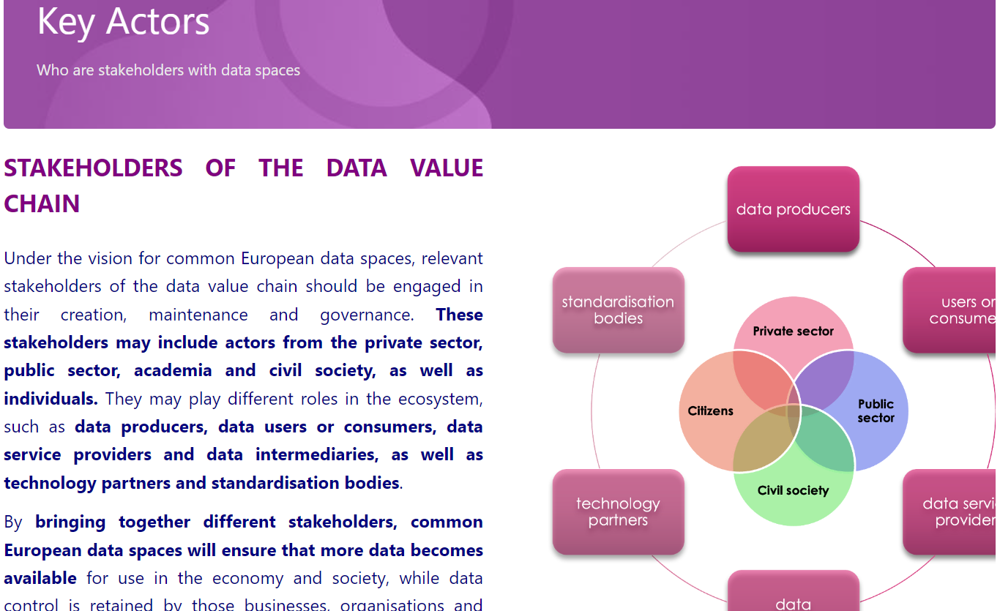 Key Actors
Who are stakeholders with data spaces
STAKEHOLDERS OF THE DATA VALUE
CHAIN
Under the vision for common European data spaces, relevant
stakeholders of the data value chain should be engaged in
their creation, maintenance and governance. These
stakeholders may include actors from the private sector,
public sector, academia and civil society, as well as
individuals. They may play different roles in the ecosystem,
such as data producers, data users or consumers, data
service providers and data intermediaries, as well as
technology partners and standardisation bodies.
By bringing together different stakeholders, common
European data spaces will ensure that more data becomes
available for use in the economy and society, while data
control is retained by those businesses, organisations and
data producers
standardisation
bodies
users or
Private sector
Citizens
Public
sector
Civil society
technology
partners
data
data